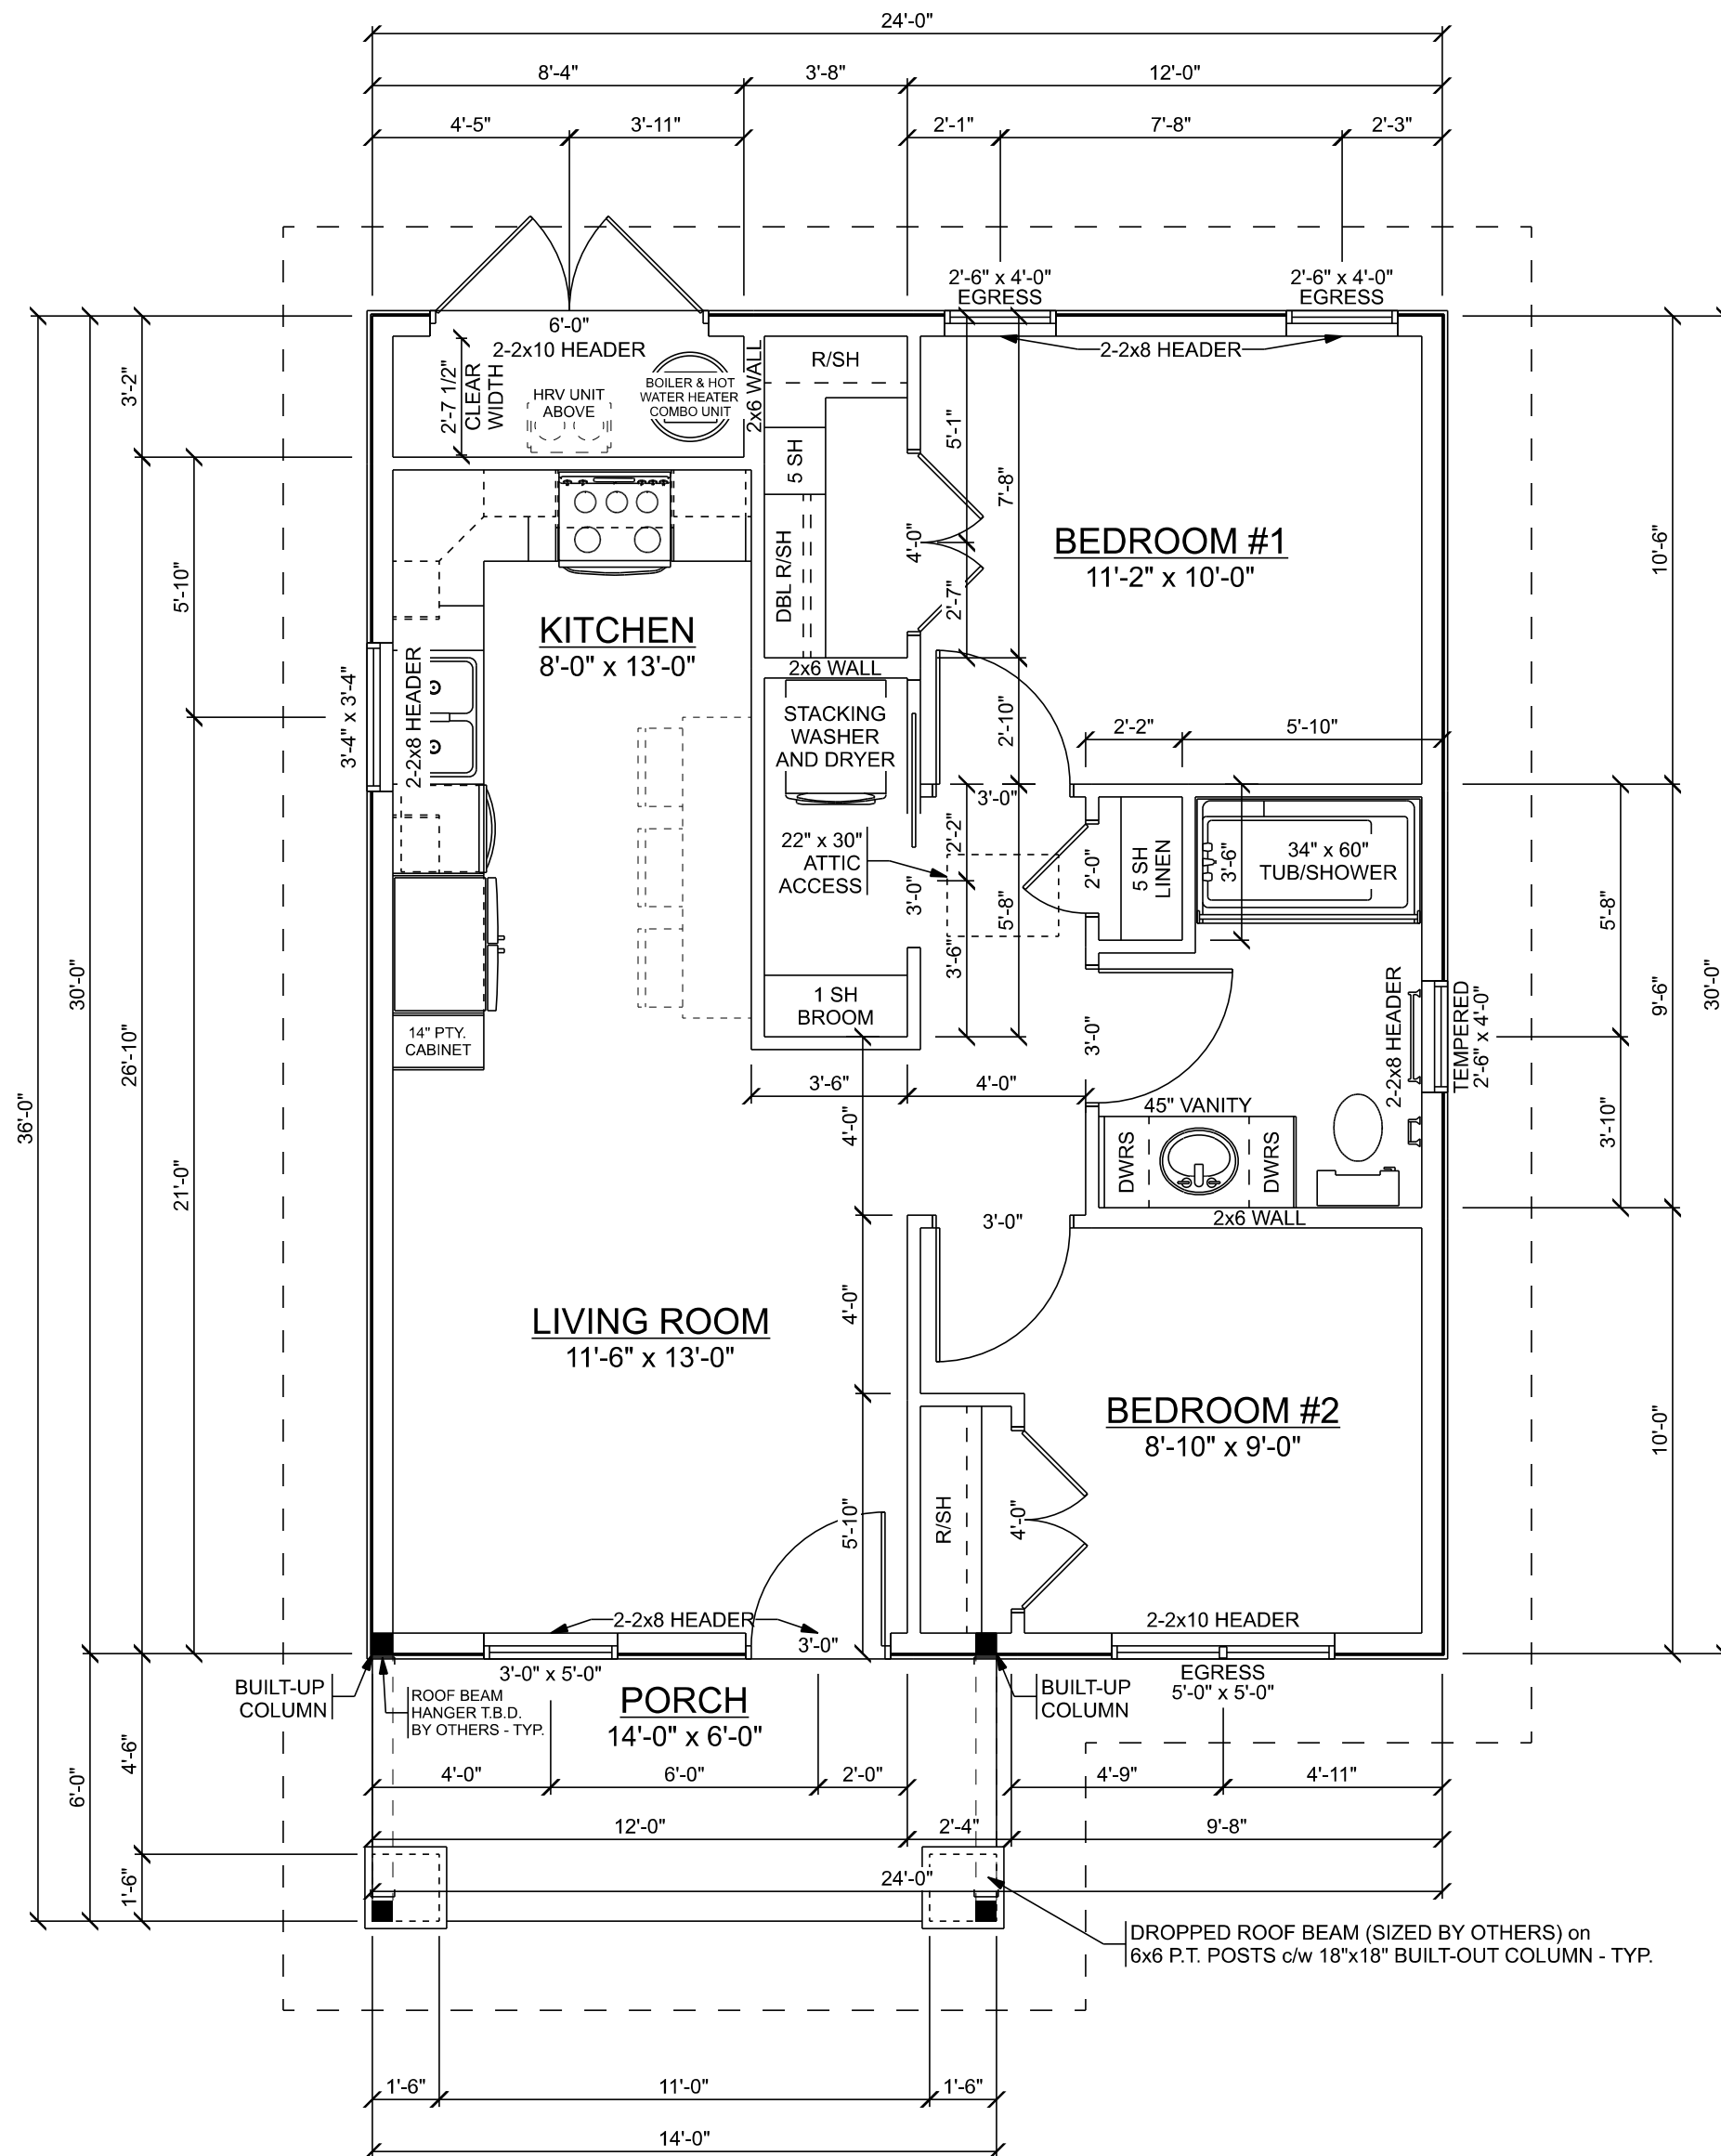 24'-0"
8'-4" 3'-8" 12'-0"
4'-5" 3'-11" 2'-1" 7'-8" 2'-3"
2'-6" x 4'-0"
EGRESS
2'-6" x 4'-0"
EGRESS
6'-0"
2-2x10 HEADER
2'-7 1/2"
CLEAR
WIDTH
HRV UNIT
ABOVE
BOILER & HOT
WATER HEATER
COMBO UNIT
2x6 WALL
R/SH
2-2x8 HEADER
3'-2"
5'-1"
5 SH
7'-8"
DBL R/SH
4'-0"
2'-7"
BEDROOM #1
11'-2" x 10'-0"
10'-6"
5'-10"
KITCHEN
8'-0" x 13'-0"
3'-4" x 3'-4"
2-2x8 HEADER
2x6 WALL
STACKING
WASHER
AND DRYER
2'-10"
2'-2" 5'-10"
3'-0"
22" x 30"
ATTIC
ACCESS
2'-2"
3'-0"
5'-8"
3'-6"
2'-0"
5 SH
LINEN
3'-6"
34" x 60"
TUB/SHOWER
5'-8"
36'-0"
30'-0"
26'-10"
21'-0"
9'-6"
30'-0"
14" PTY.
CABINET
1 SH
BROOM
3'-0"
2-2x8 HEADER
TEMPERED
2'-6" x 4'-0"
3'-6" 4'-0"
4'-0"
45" VANITY
DWRS
DWRS
3'-10"
3'-0"
2x6 WALL
4'-0"
LIVING ROOM
11'-6" x 13'-0"
BEDROOM #2
8'-10" x 9'-0"
10'-0"
5'-10"
R/SH
4'-0"
2-2x8 HEADER
3'-0"
2-2x10 HEADER
3'-0" x 5'-0"
EGRESS
5'-0" x 5'-0"
BUILT-UP
COLUMN
ROOF BEAM
HANGER T.B.D.
BY OTHERS - TYP.
PORCH
14'-0" x 6'-0"
BUILT-UP
COLUMN
4'-6"
6'-0"
1'-6"
4'-0" 6'-0" 2'-0" 4'-9" 4'-11"
12'-0" 2'-4" 9'-8"
24'-0"
DROPPED ROOF BEAM (SIZED BY OTHERS) on
6x6 P.T. POSTS c/w 18"x18" BUILT-OUT COLUMN - TYP.
1'-6" 11'-0" 1'-6"
14'-0"